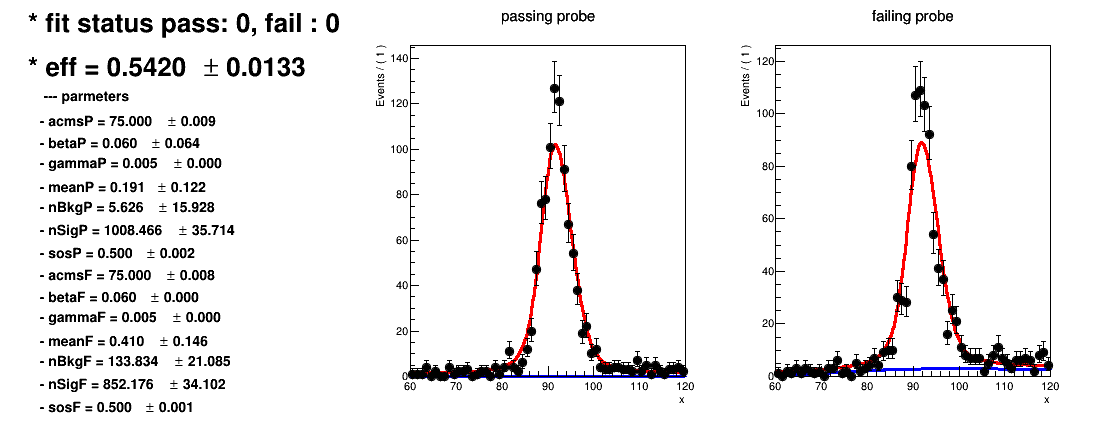 * fit status pass: 0, fail : 0
* eff = 0.5420 ± 0.0133
--- parmeters
- acmsP = 75.000 ± 0.009
- betaP = 0.060 ± 0.064
- gammaP = 0.005 ± 0.000
- meanP = 0.191 ± 0.122
- nBkgP = 5.626 ± 15.928
- nSigP = 1008.466 ± 35.714
- sosP = 0.500 ± 0.002
- acmsF = 75.000 ± 0.008
- betaF = 0.060 ± 0.000
- gammaF = 0.005 ± 0.000
- meanF = 0.410 ± 0.146
- nBkgF = 133.834 ± 21.085
- nSigF = 852.176 ± 34.102
- sosF = 0.500 ± 0.001
passing probe
Events / ( 1 )
140
120
100
80
60
40
20
0
60 70 80 90 100 110 120
x
failing probe
Events / ( 1 )
120
100
80
60
40
20
0
60 70 80 90 100 110 120
x